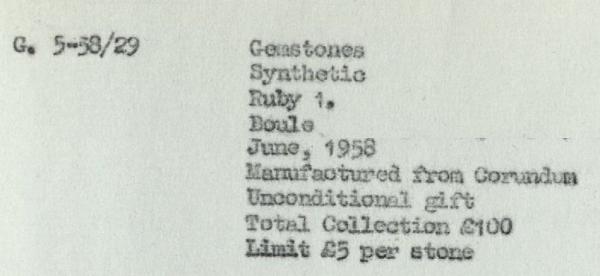 G. 5-58/29 Gemstones
Synthetic
Ruby 1.
Boule
June, 1958
Manufactured from Corundum
Unconditional gift
Total Collection £100
Limit £5 per stone